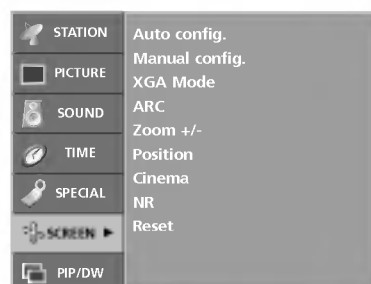 STATION
PICTURE
SOUND
TIME
SPECIAL
SCREEN ►
PIP/DW
Auto config.
Manual config.
XGA Mode
ARC
Zoom +/-
Position
Cinema
NR
Reset